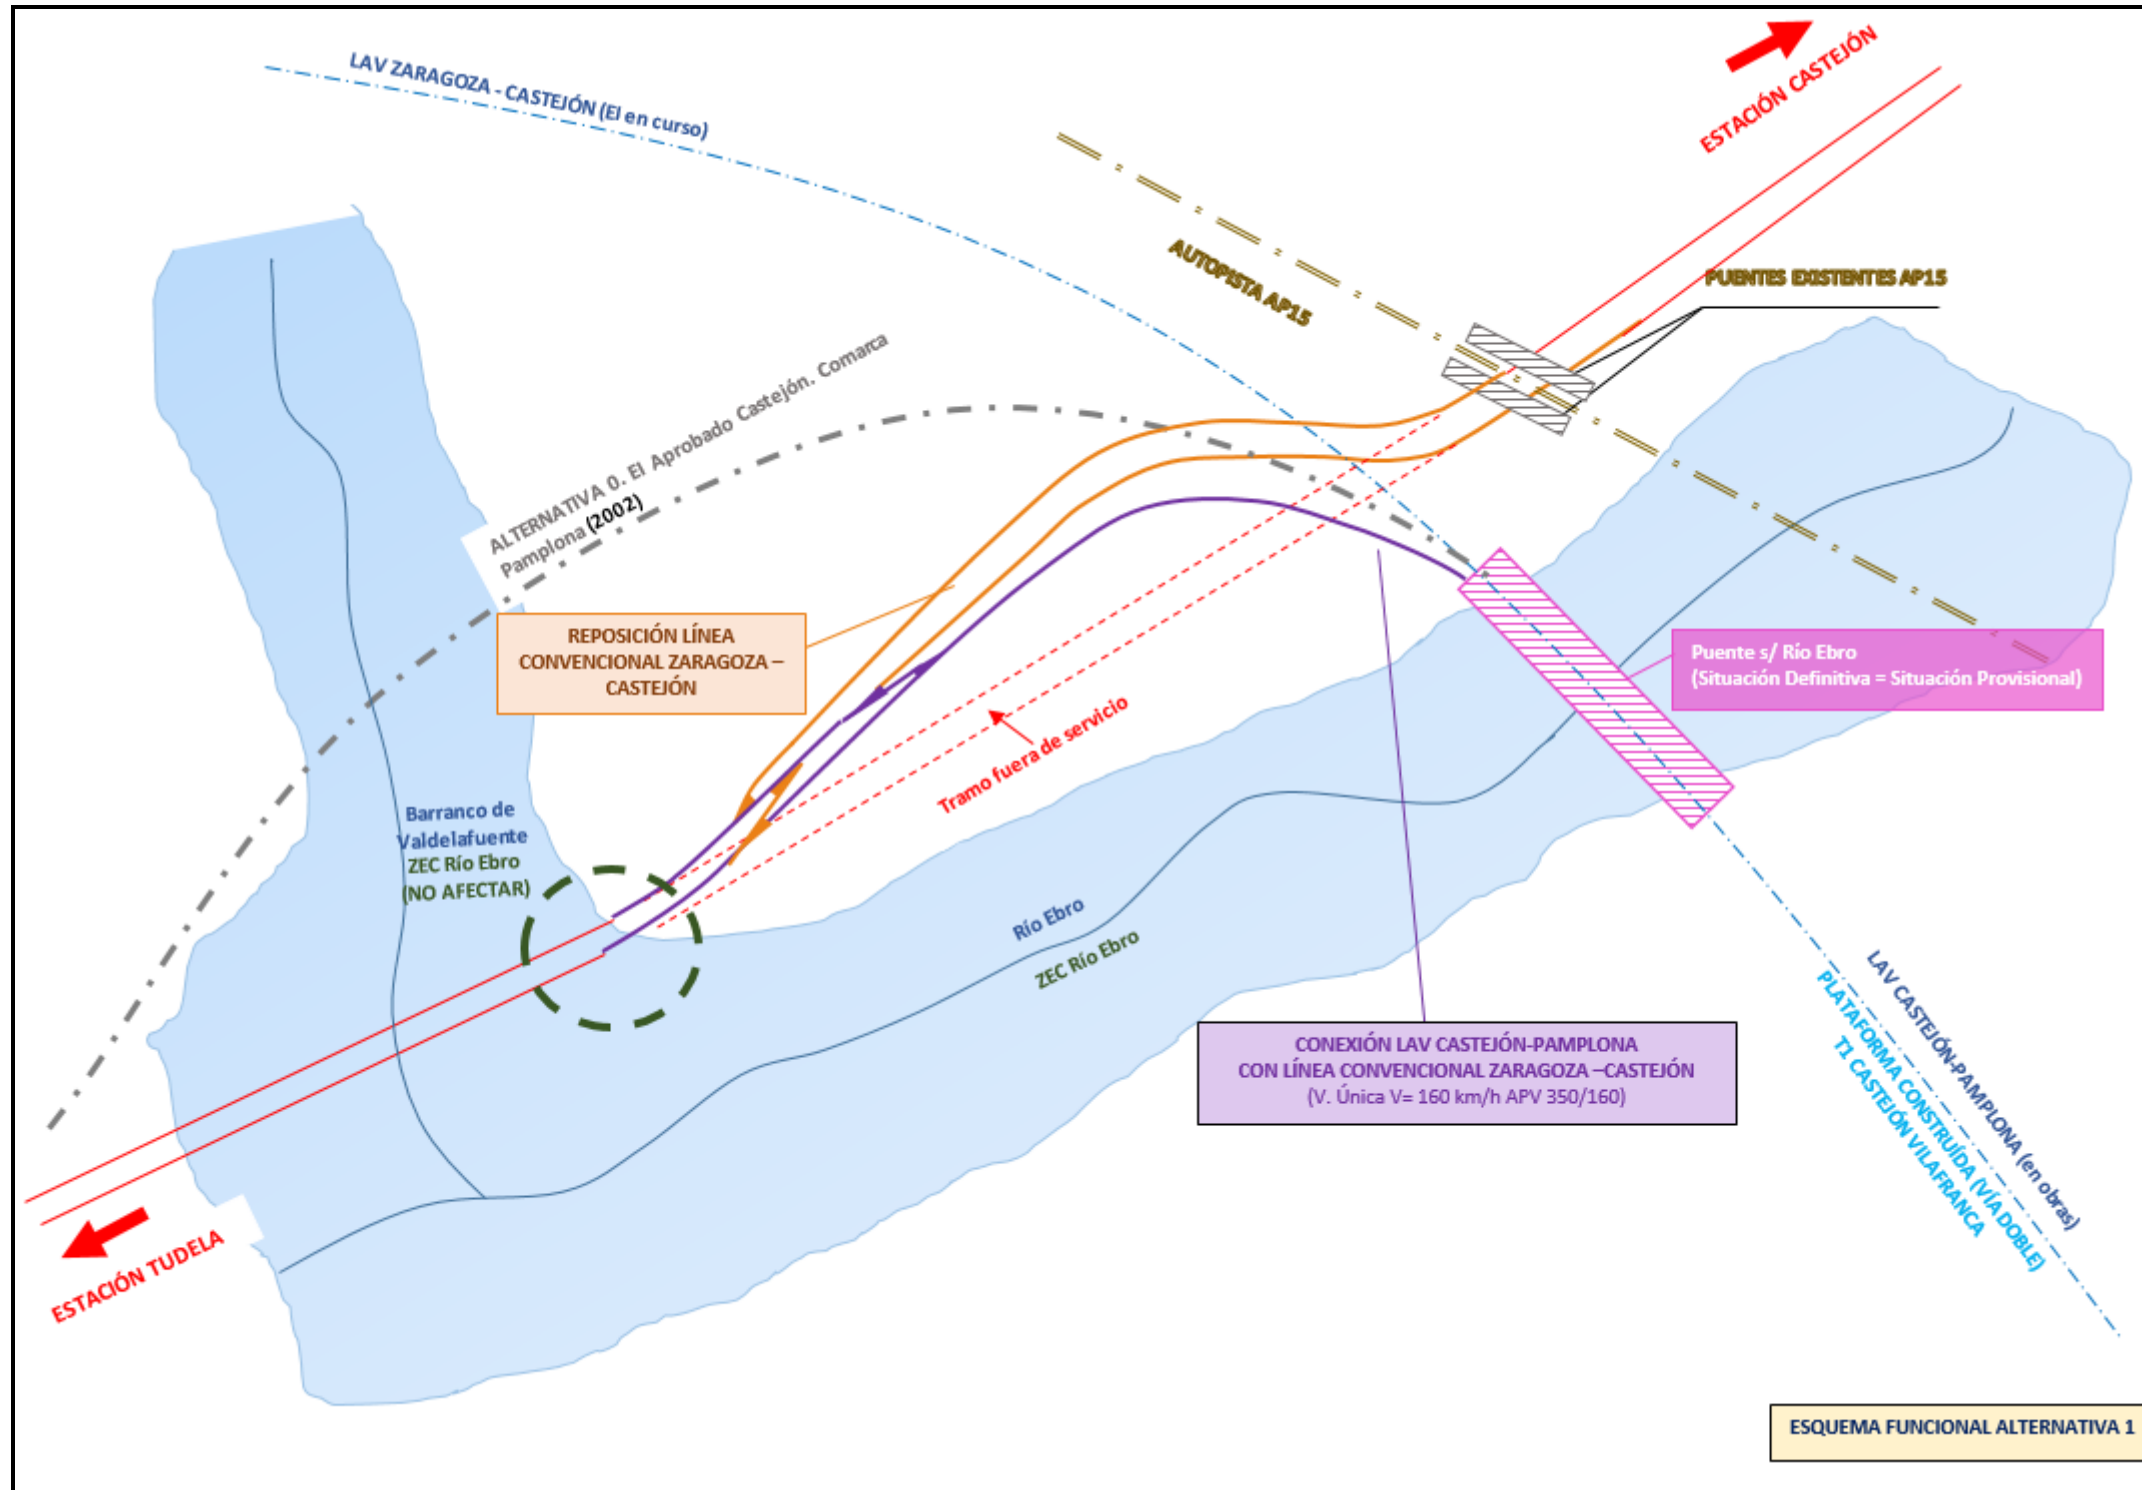 LAV ZARAGOZA - CASTEJÓN (EI en curso)
ESTACIÓN CASTEJÓN
AUTOPISTA AP15
PUENTES EXISTENTES AP15
ALTERNATIVA 0. EI Aprobado Castejón. Comarca
Pamplona (2002)
REPOSICIÓN LÍNEA
CONVENCIONAL ZARAGOZA –
CASTEJÓN
Puente s/ Río Ebro
(Situación Definitiva = Situación Provisional)
Tramo fuera de servicio
Barranco de
Valdelafuente
ZEC Río Ebro
(NO AFECTAR)
Río Ebro
ZEC Río Ebro
CONEXIÓN LAV CASTEJÓN-PAMPLONA
CON LÍNEA CONVENCIONAL ZARAGOZA –CASTEJÓN
(V. Única V= 160 km/h APV 350/160)
LAV CASTEJÓN-PAMPLONA (en obras)
PLATAFORMA CONSTRUÍDA (VÍA DOBLE)
T1 CASTEJÓN VILAFRANCA
ESTACIÓN TUDELA
ESQUEMA FUNCIONAL ALTERNATIVA 1